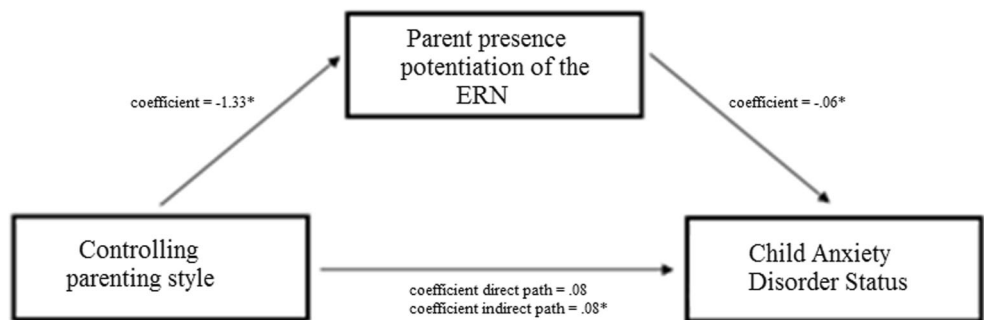 Parent presence
potentiation of the
ERN
coefficient = -1.33*
coefficient = -.06*
Controlling
parenting style
coefficient direct path = .08
coefficient indirect path = .08*
Child Anxiety
Disorder Status